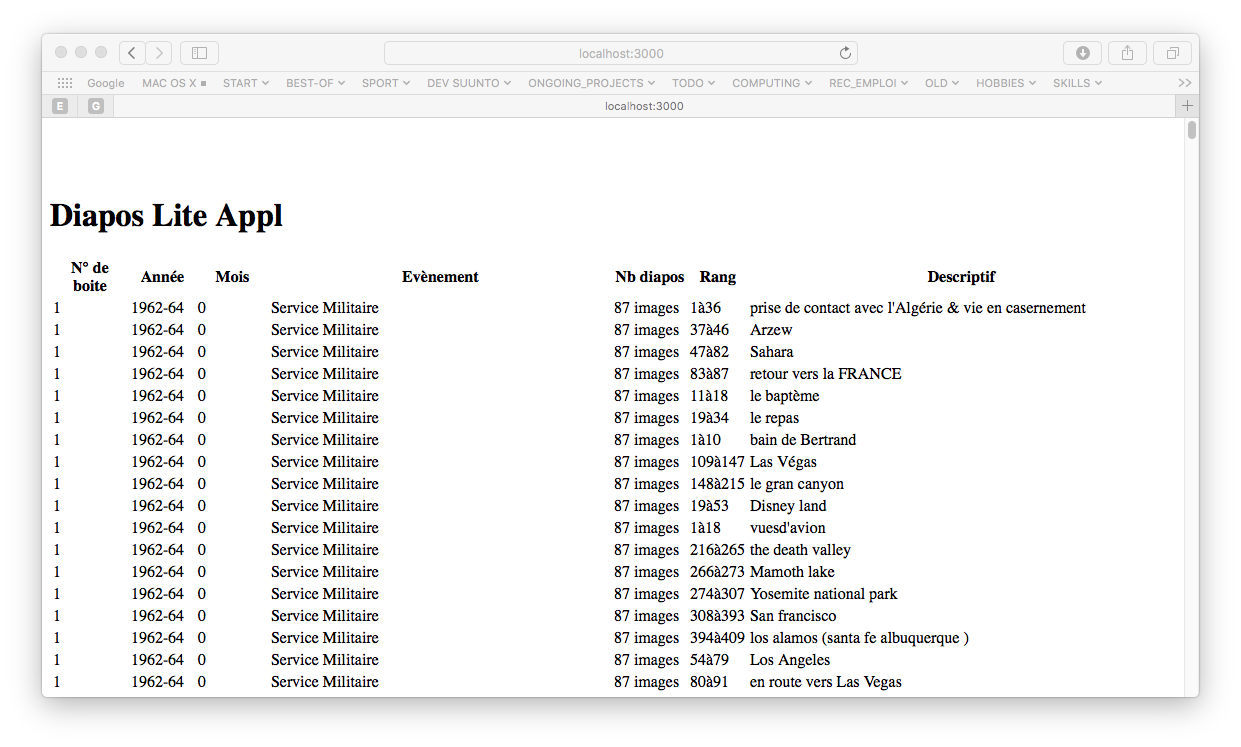 localhost:3000
Google MAC OS X START BEST-OF SPORT DEV SUUNTO ONGOING_PROJECTS TODO COMPUTING REC_EMPLOI OLD HOBBIES SKILLS >>
E G localhost:3000 +
Diapos Lite Appl
N° de boite Année Mois Evènement Nb diapos Rang Descriptif
1 1962-64 0 Service Militaire 87 images 1à36 prise de contact avec l'Algérie & vie en casernement
1 1962-64 0 Service Militaire 87 images 37à46 Arzew
1 1962-64 0 Service Militaire 87 images 47à82 Sahara
1 1962-64 0 Service Militaire 87 images 83à87 retour vers la FRANCE
1 1962-64 0 Service Militaire 87 images 11à18 le baptème
1 1962-64 0 Service Militaire 87 images 19à34 le repas
1 1962-64 0 Service Militaire 87 images 1à10 bain de Bertrand
1 1962-64 0 Service Militaire 87 images 109à147 Las Végas
1 1962-64 0 Service Militaire 87 images 148à215 le gran canyon
1 1962-64 0 Service Militaire 87 images 19à53 Disney land
1 1962-64 0 Service Militaire 87 images 1à18 vuesd'avion
1 1962-64 0 Service Militaire 87 images 216à265 the death valley
1 1962-64 0 Service Militaire 87 images 266à273 Mamoth lake
1 1962-64 0 Service Militaire 87 images 274à307 Yosemite national park
1 1962-64 0 Service Militaire 87 images 308à393 San francisco
1 1962-64 0 Service Militaire 87 images 394à409 los alamos (santa fe albuquerque )
1 1962-64 0 Service Militaire 87 images 54à79 Los Angeles
1 1962-64 0 Service Militaire 87 images 80à91 en route vers Las Vegas